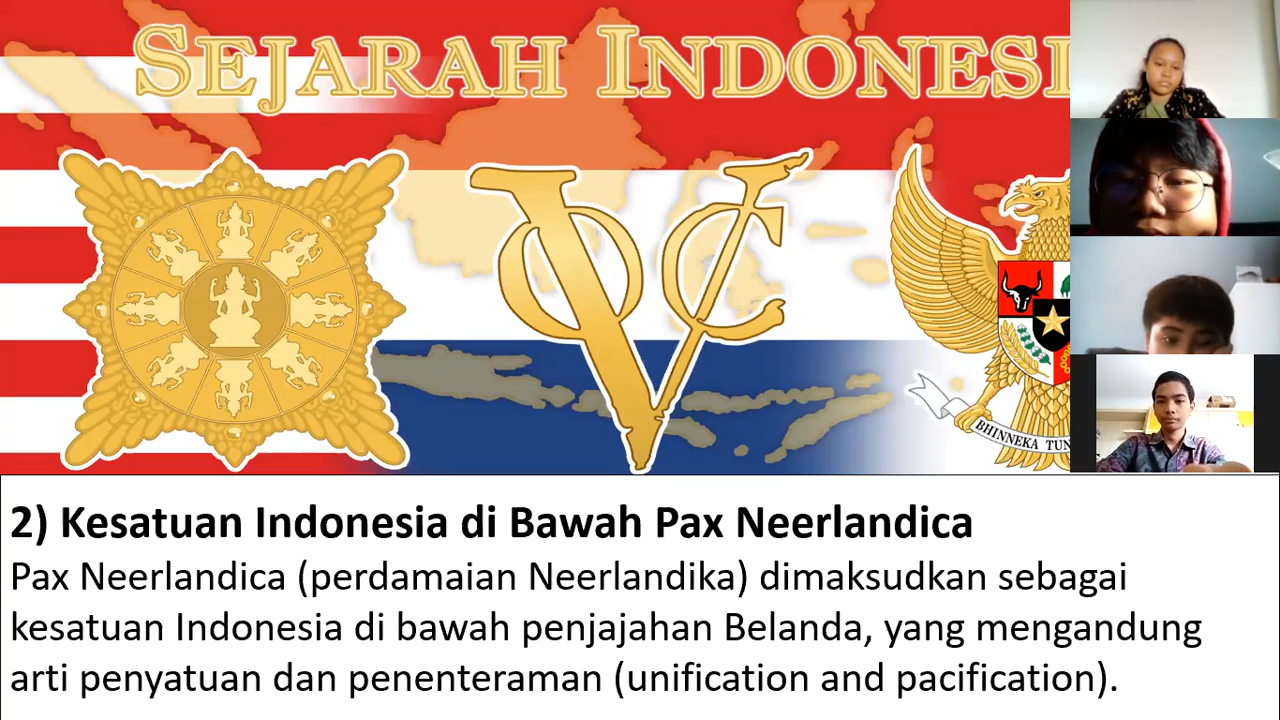 SEJARAH INDONESI
VOC
BHINNEKA TUN
2) Kesatuan Indonesia di Bawah Pax Neerlandica
Pax Neerlandica (perdamaian Neerlandika) dimaksudkan sebagai
kesatuan Indonesia di bawah penjajahan Belanda, yang mengandung
arti penyatuan dan penenteraman (unification and pacification).